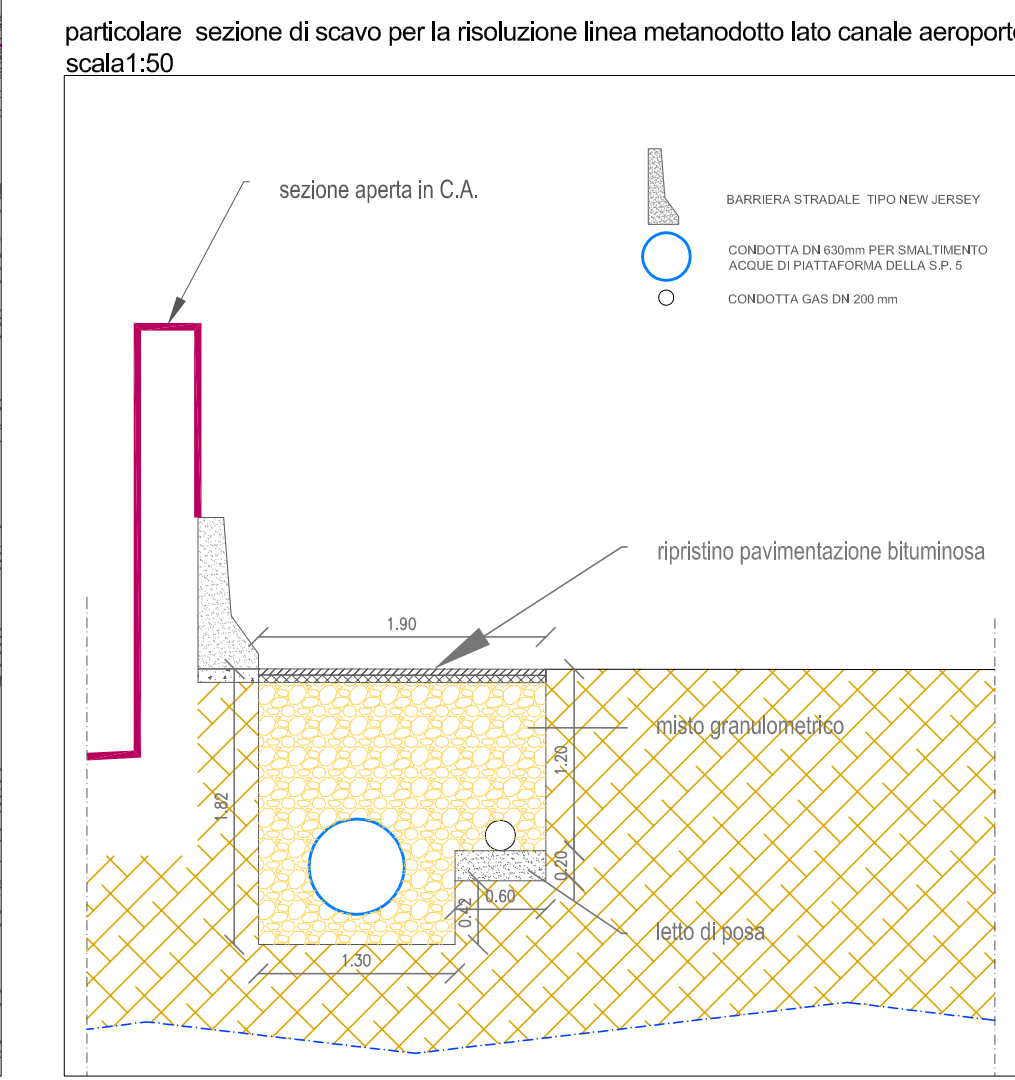 particolare sezione di scavo per la risoluzione linea metanodotto lato canale aeroporto
scala1:50
sezione aperta in C.A.
BARRIERA STRADALE TIPO NEW JERSEY
CONDOTTA DN 630mm PER SMALTIMENTO
ACQUE DI PIATTAFORMA DELLA S.P. 5
CONDOTTA GAS DN 200 mm
ripristino pavimentazione bituminosa
1.90
misto granulometrico
1.20
1.82
0.20
0.60
0.42
letto di posa
1.30